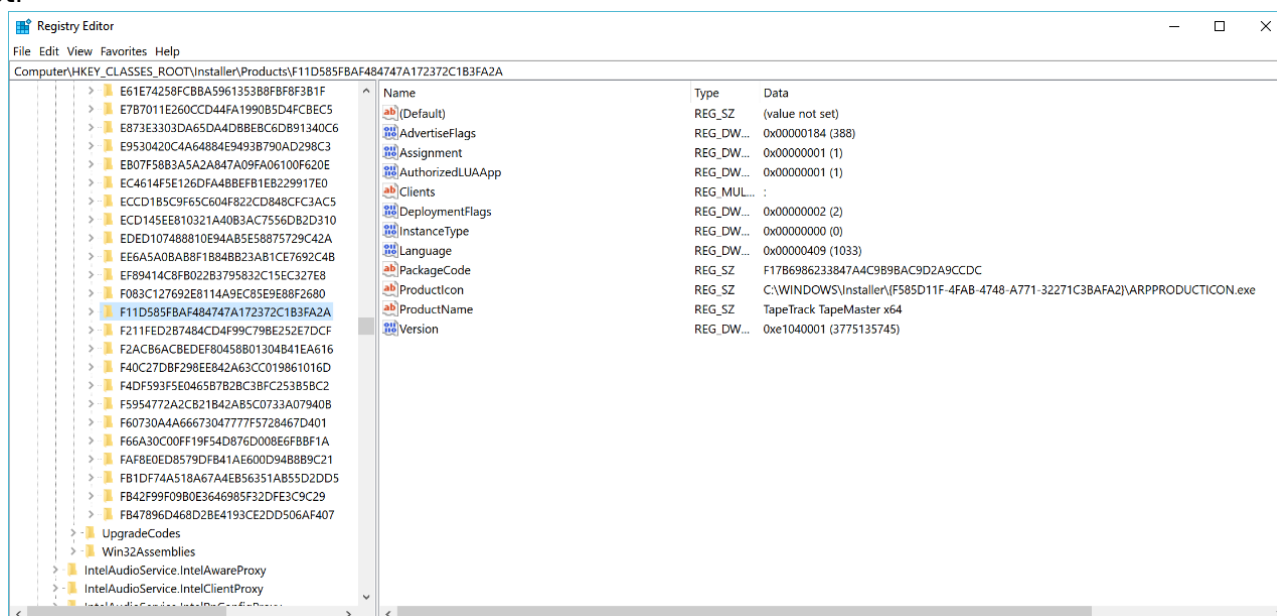 Registry Editor
File Edit View Favorites Help
Computer\HKEY_CLASSES_ROOT\Installer\Products\F11D585FBAF484747A172372C1B3FA2A
E61E74258FCBBA5961353B8FBF8F3B1F
E7B7011E260CCD44FA1990B5D4FCBEC5
E873E3303DA65DA4DBBEBC6DB91340C6
E9530420C4A64884E9493B790AD298C3
EB07F58B3A5A2A847A09FA06100F620E
EC4614F5E126DFA4BBEFB1EB229917E0
ECCD1B5C9F65C604F822CD848CFC3AC5
ECD145EE810321A40B3AC7556DB2D310
EDED107488810E94AB5E58875729C42A
EE6A5A0BAB8F1B84BB23AB1CE7692C4B
EF89414C8FB022B3795832C15EC327E8
F083C127692E8114A9EC85E9E88F2680
F11D585FBAF484747A172372C1B3FA2A
F211FED2B7484CD4F99C79BE252E7DCF
F2ACB6ACBEDEF80458B01304B41EA616
F40C27DBF298EE842A63CC019861016D
F4DF593F5E0465B7B2BC3BFC253B5BC2
F5954772A2CB21B42AB5C0733A07940B
F60730A4A66673047777F5728467D401
F66A30C00FF19F54D876D008E6FBBF1A
FAF8E0ED8579DFB41AE600D94B8B9C21
FB1DF74A518A67A4EB56351AB55D2DD5
FB42F99F09B0E3646985F32DFE3C9C29
FB47896D468D2BE4193CE2DD506AF407
UpgradeCodes
Win32Assemblies
IntelAudioService.IntelAwareProxy
IntelAudioService.IntelClientProxy
Name Type Data
(Default) REG_SZ (value not set)
AdvertiseFlags REG_DW... 0x00000184 (388)
Assignment REG_DW... 0x00000001 (1)
AuthorizedLUAApp REG_DW... 0x00000001 (1)
Clients REG_MUL... :
DeploymentFlags REG_DW... 0x00000002 (2)
InstanceType REG_DW... 0x00000000 (0)
Language REG_DW... 0x00000409 (1033)
PackageCode REG_SZ F17B6986233847A4C9B9BAC9D2A9CCDC
ProductIcon REG_SZ C:\WINDOWS\Installer\{F585D11F-4FAB-4748-A771-32271C3BAFA2}\ARPPRODUCTICON.exe
ProductName REG_SZ TapeTrack TapeMaster x64
Version REG_DW... 0xe1040001 (3775135745)